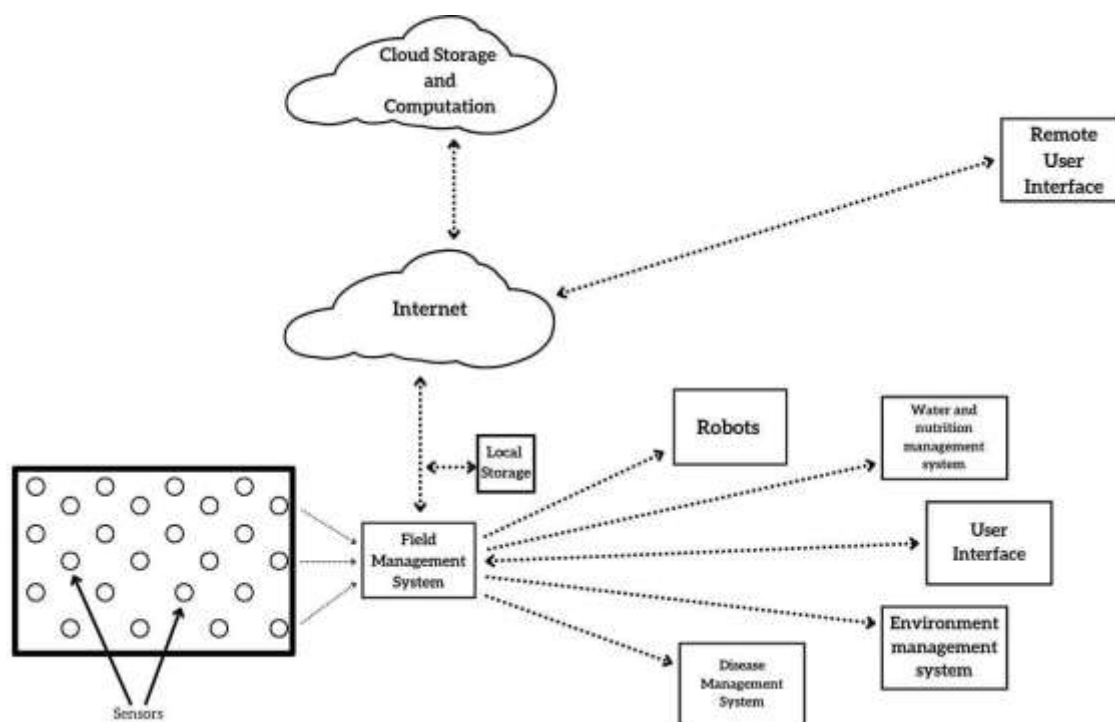 Cloud Storage
and
Computation
Remote
User
Interface
Internet
Robots
Water and
nutrition
management
system
Local
Storage
Field
Management
System
User
Interface
Environment
management
system
Disease
Management
System
Sensors